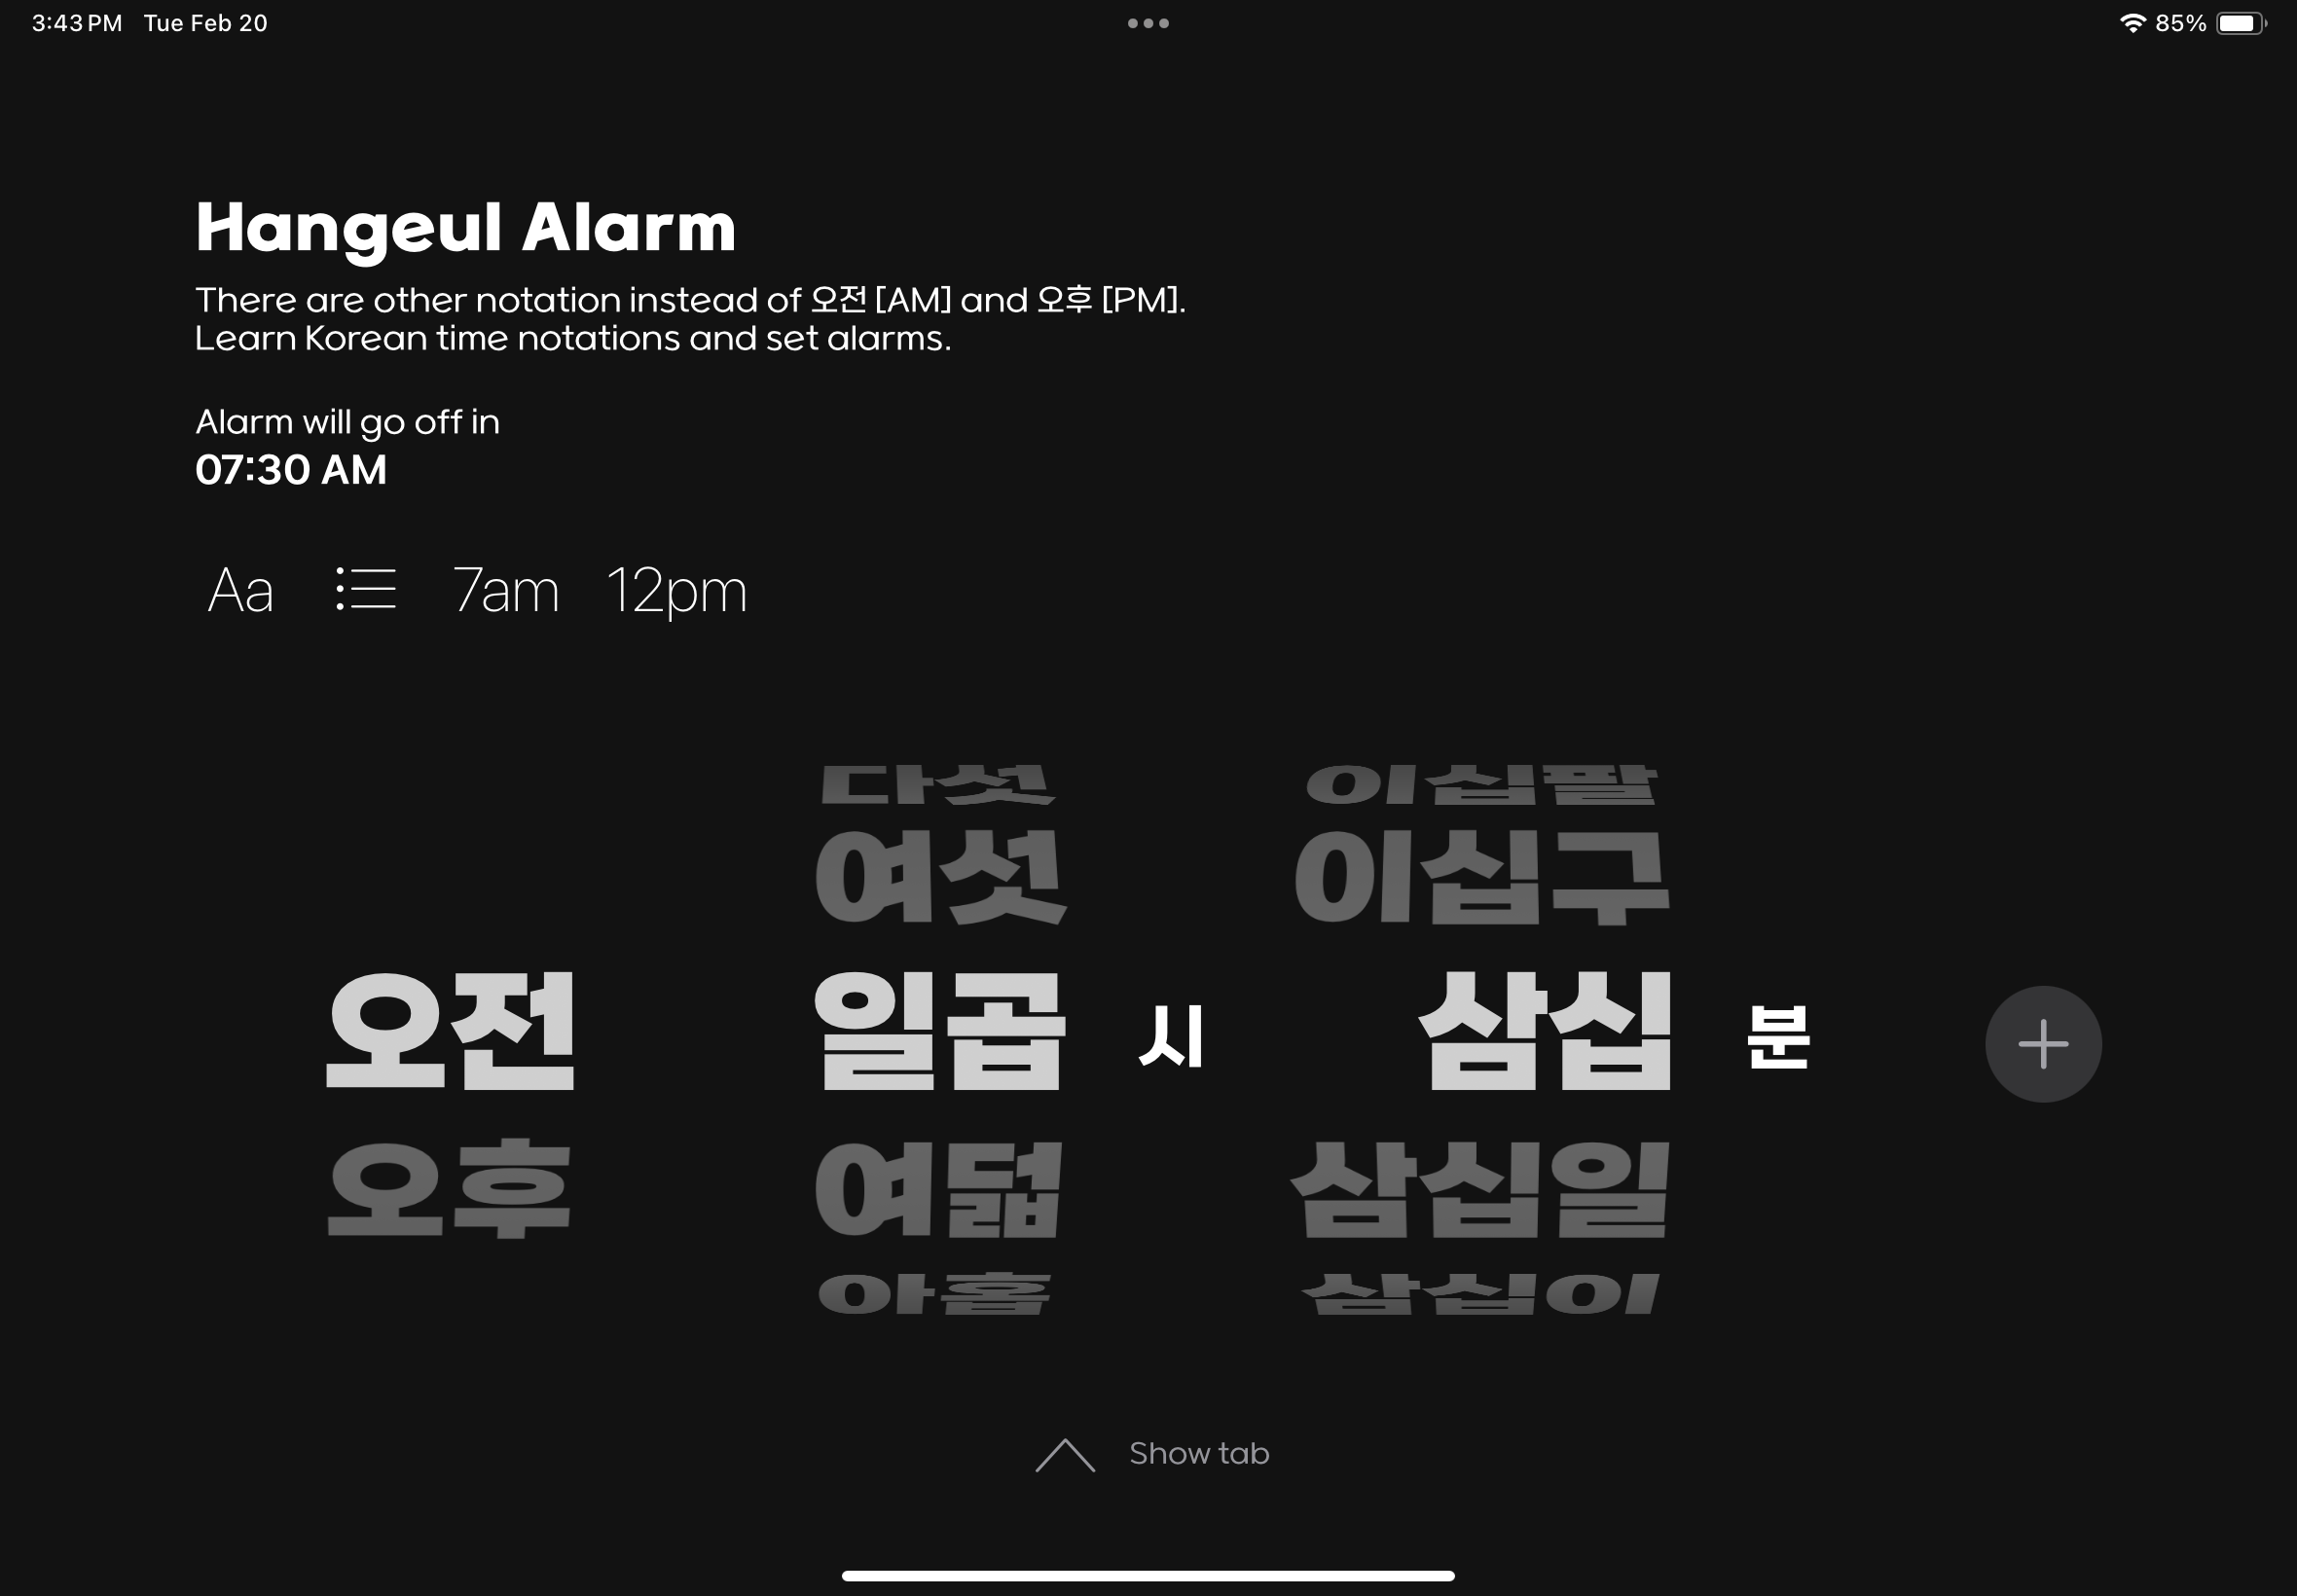 3:43 PM Tue Feb 20
85%
Hangeul Alarm
There are other notation instead of 오전 [AM] and 오후 [PM].
Learn Korean time notations and set alarms.
Alarm will go off in
07:30 AM
Aa 7am 12pm
다섯 이십팔
여섯 이십구
오전 일곱 시 삼십 분
오후 여덟 삼십일
아홉 삼십이
Show tab